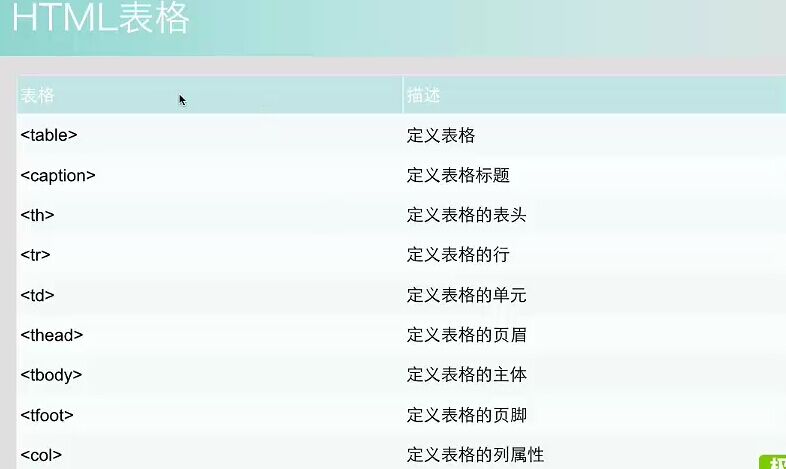 HTML表格
表格 描述
<table> 定义表格
<caption> 定义表格标题
<th> 定义表格的表头
<tr> 定义表格的行
<td> 定义表格的单元
<thead> 定义表格的页眉
<tbody> 定义表格的主体
<tfoot> 定义表格的页脚
<col> 定义表格的列属性